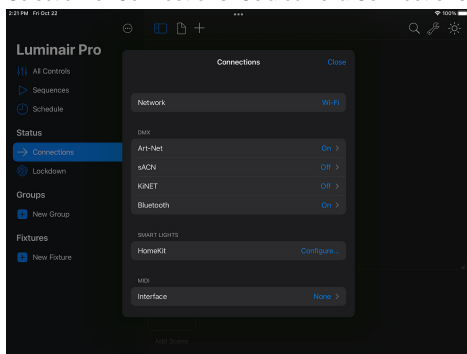 2:21 PM Fri Oct 22
100%
Luminair Pro
All Controls
Sequences
Schedule
Status
Connections
Lockdown
Groups
New Group
Fixtures
New Fixture
Connections Close
Network Wi-Fi
DMX
Art-Net On
sACN Off
KiNET Off
Bluetooth On
SMART LIGHTS
HomeKit Configure...
MIDI
Interface None
Add Scene